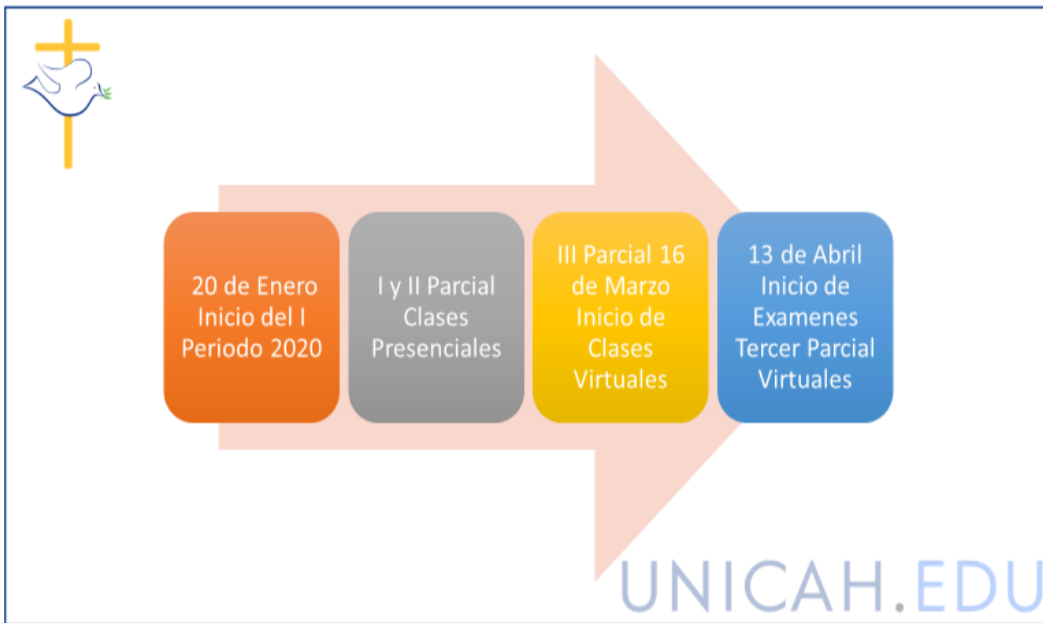 20 de Enero
Inicio del I
Periodo 2020
I y II Parcial
Clases
Presenciales
III Parcial 16
de Marzo
Inicio de
Clases
Virtuales
13 de Abril
Inicio de
Examenes
Tercer Parcial
Virtuales
UNICAH.EDU